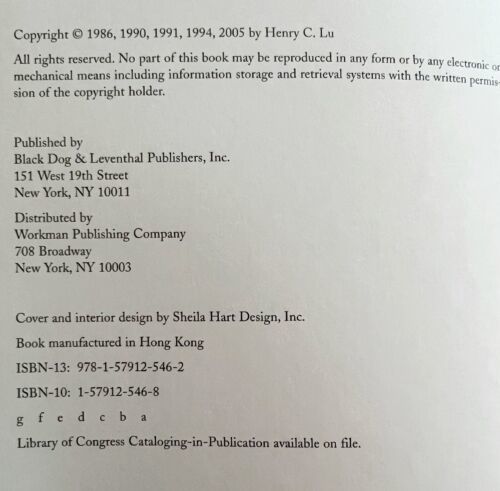 Copyright © 1986, 1990, 1991, 1994, 2005 by Henry C. Lu
All rights reserved. No part of this book may be reproduced in any form or by any electronic or
mechanical means including information storage and retrieval systems with the written permis-
sion of the copyright holder.
Published by
Black Dog & Leventhal Publishers, Inc.
151 West 19th Street
New York, NY 10011
Distributed by
Workman Publishing Company
708 Broadway
New York, NY 10003
Cover and interior design by Sheila Hart Design, Inc.
Book manufactured in Hong Kong
ISBN-13: 978-1-57912-546-2
ISBN-10: 1-57912-546-8
g f e d c b a
Library of Congress Cataloging-in-Publication available on file.